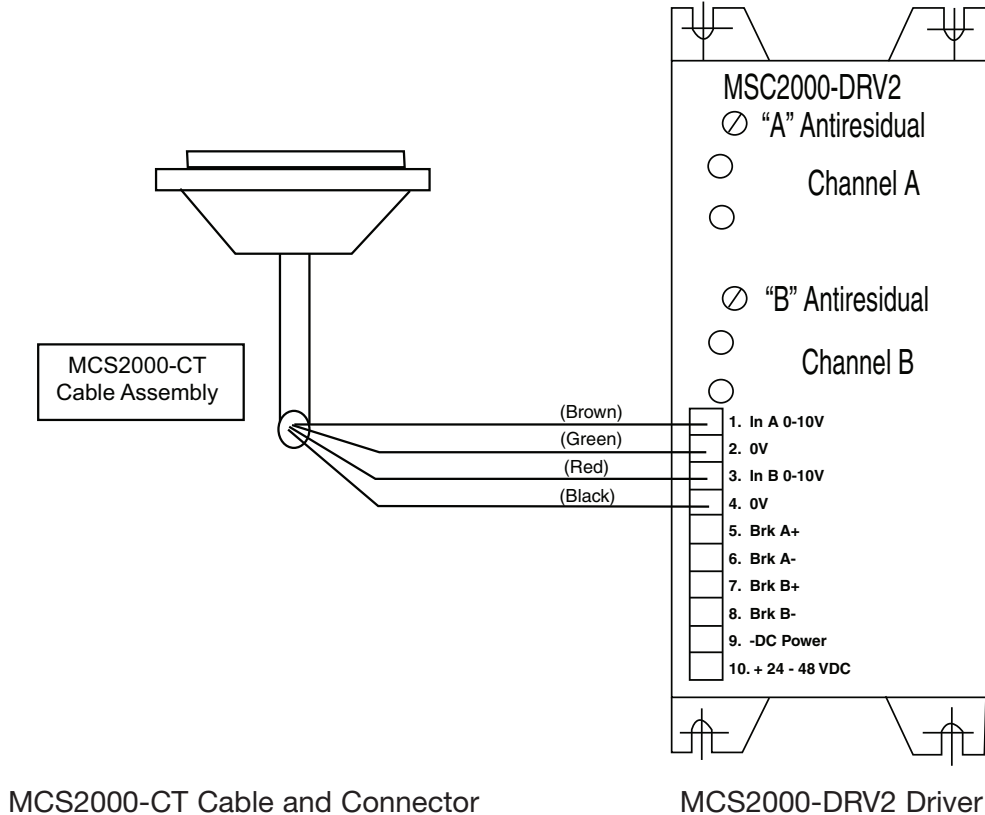 MSC2000-DRV2
“A” Antiresidual
Channel A
“B” Antiresidual
Channel B
MCS2000-CT
Cable Assembly
(Brown)
(Green)
(Red)
(Black)
1. In A 0-10V
2. 0V
3. In B 0-10V
4. 0V
5. Brk A+
6. Brk A-
7. Brk B+
8. Brk B-
9. -DC Power
10. + 24 - 48 VDC
MCS2000-CT Cable and Connector
MCS2000-DRV2 Driver